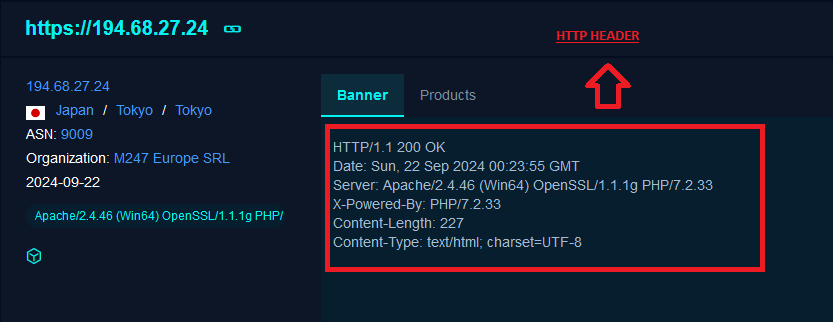 https://194.68.27.24
HTTP HEADER
194.68.27.24
Japan / Tokyo / Tokyo
ASN: 9009
Organization: M247 Europe SRL
2024-09-22
Apache/2.4.46 (Win64) OpenSSL/1.1.1g PHP/
Banner
Products
HTTP/1.1 200 OK
Date: Sun, 22 Sep 2024 00:23:55 GMT
Server: Apache/2.4.46 (Win64) OpenSSL/1.1.1g PHP/7.2.33
X-Powered-By: PHP/7.2.33
Content-Length: 227
Content-Type: text/html; charset=UTF-8